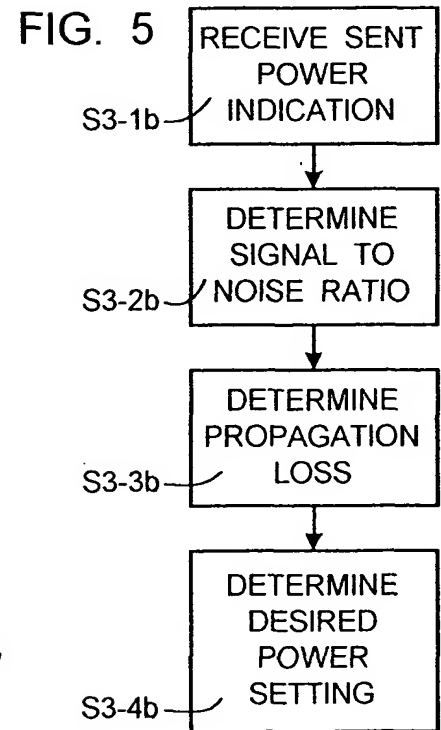 FIG. 5
RECEIVE SENT
POWER
INDICATION
S3-1b
DETERMINE
SIGNAL TO
NOISE RATIO
S3-2b
DETERMINE
PROPAGATION
LOSS
S3-3b
DETERMINE
DESIRED
POWER
SETTING
S3-4b